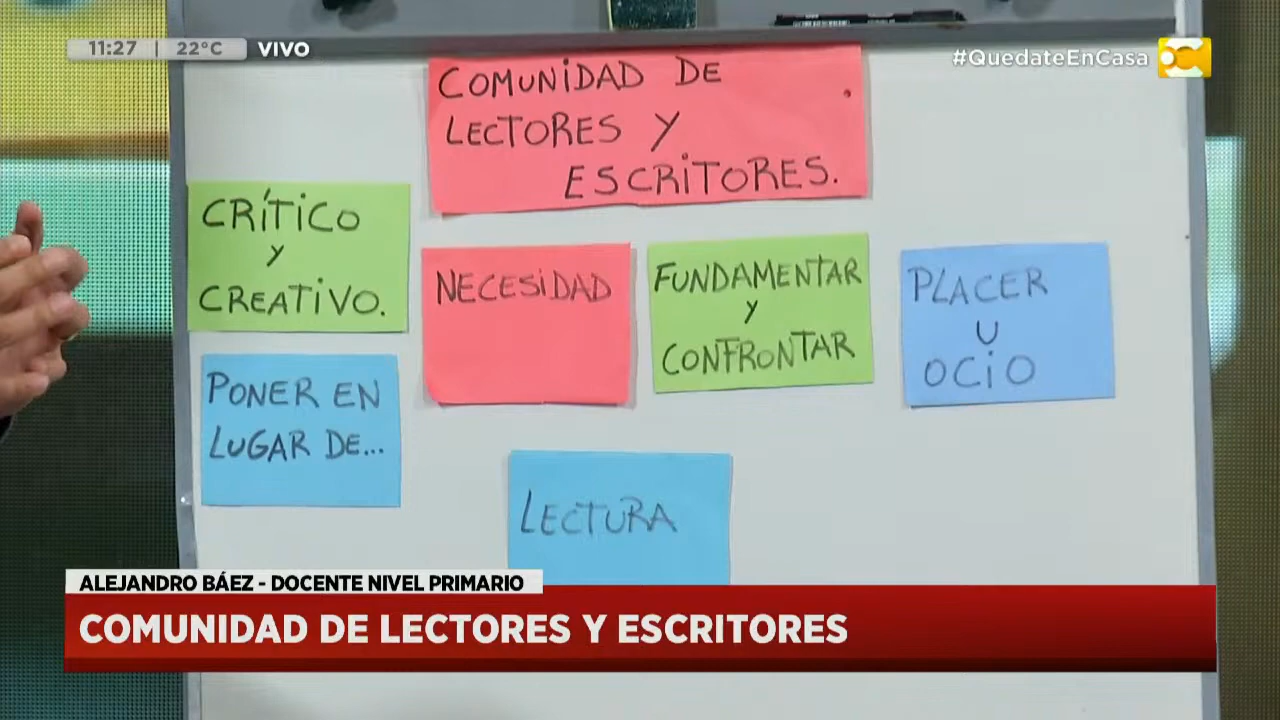 11:27 | 22°C VIVO
#QuedateEnCasa
COMUNIDAD DE
LECTORES Y
ESCRITORES.
CRÍTICO
Y
CREATIVO.
NECESIDAD
FUNDAMENTAR
Y
CONFRONTAR
PLACER
U
OCIO
PONER EN
LUGAR DE...
LECTURA
ALEJANDRO BÁEZ - DOCENTE NIVEL PRIMARIO
COMUNIDAD DE LECTORES Y ESCRITORES